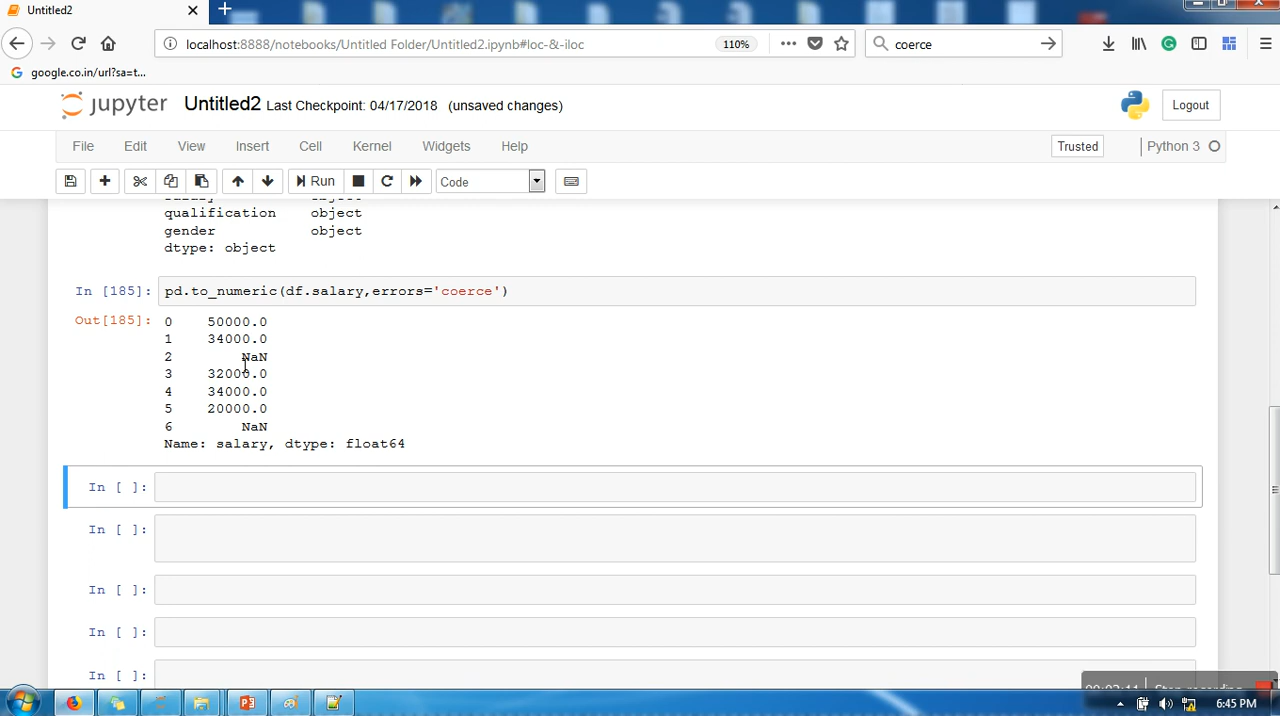 Untitled2
localhost:8888/notebooks/Untitled Folder/Untitled2.ipynb#loc-&.iloc 110% coerce
google.co.in/url?sa=t...
jupyter Untitled2 Last Checkpoint: 04/17/2018 (unsaved changes) Logout
File Edit View Insert Cell Kernel Widgets Help Trusted Python 3
Run Code
qualification object
gender object
dtype: object
In [185]: pd.to_numeric(df.salary,errors='coerce')
Out[185]: 0 50000.0
1 34000.0
2 NaN
3 32000.0
4 34000.0
5 20000.0
6 NaN
Name: salary, dtype: float64
In [ ]:
In [ ]:
In [ ]:
In [ ]:
In [ ]:
6:45 PM